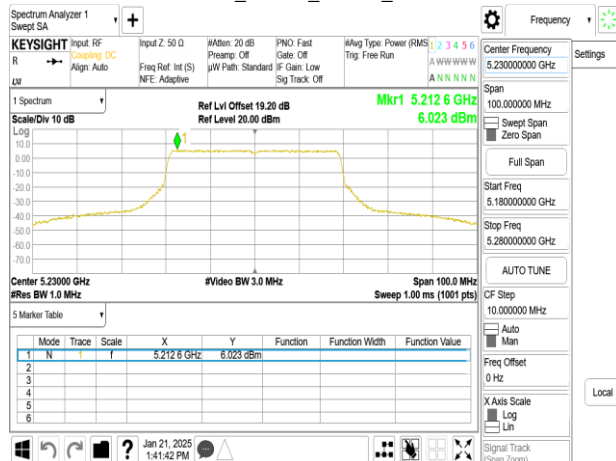 Spectrum Analyzer 1
Swept SA
+
Frequency
KEYSIGHT Input: RF Input Z: 50 Ω #Atten: 20 dB PNO: Fast #Avg Type: Power (RMS 1 2 3 4 5 6
R Coupling: DC Preamp: Off Gate: Off Trig: Free Run
Align: Auto Freq Ref: Int (S) µW Path: Standard IF Gain: Low A W W W W W
NFE: Adaptive Sig Track: Off A N N N N N
LXI
1 Spectrum
Scale/Div 10 dB
Ref Lvl Offset 19.20 dB
Ref Level 20.00 dBm
Mkr1 5.212 6 GHz
6.023 dBm
Log
1
10.0
0.00
-10.0
-20.0
-30.0
-40.0
-50.0
-60.0
-70.0
Center 5.23000 GHz #Video BW 3.0 MHz Span 100.0 MHz
#Res BW 1.0 MHz Sweep 1.00 ms (1001 pts)
5 Marker Table
Mode Trace Scale X Y Function Function Width Function Value
1 N 1 f 5.212 6 GHz 6.023 dBm
2
3
4
5
6
Jan 21, 2025
1:41:42 PM
?
Center Frequency
5.230000000 GHz
Span
100.000000 MHz
Swept Span
Zero Span
Full Span
Start Freq
5.180000000 GHz
Stop Freq
5.280000000 GHz
AUTO TUNE
CF Step
10.000000 MHz
Auto
Man
Freq Offset
0 Hz
X Axis Scale
Log
Lin
Signal Track
(Span Zoom)
Settings
Local